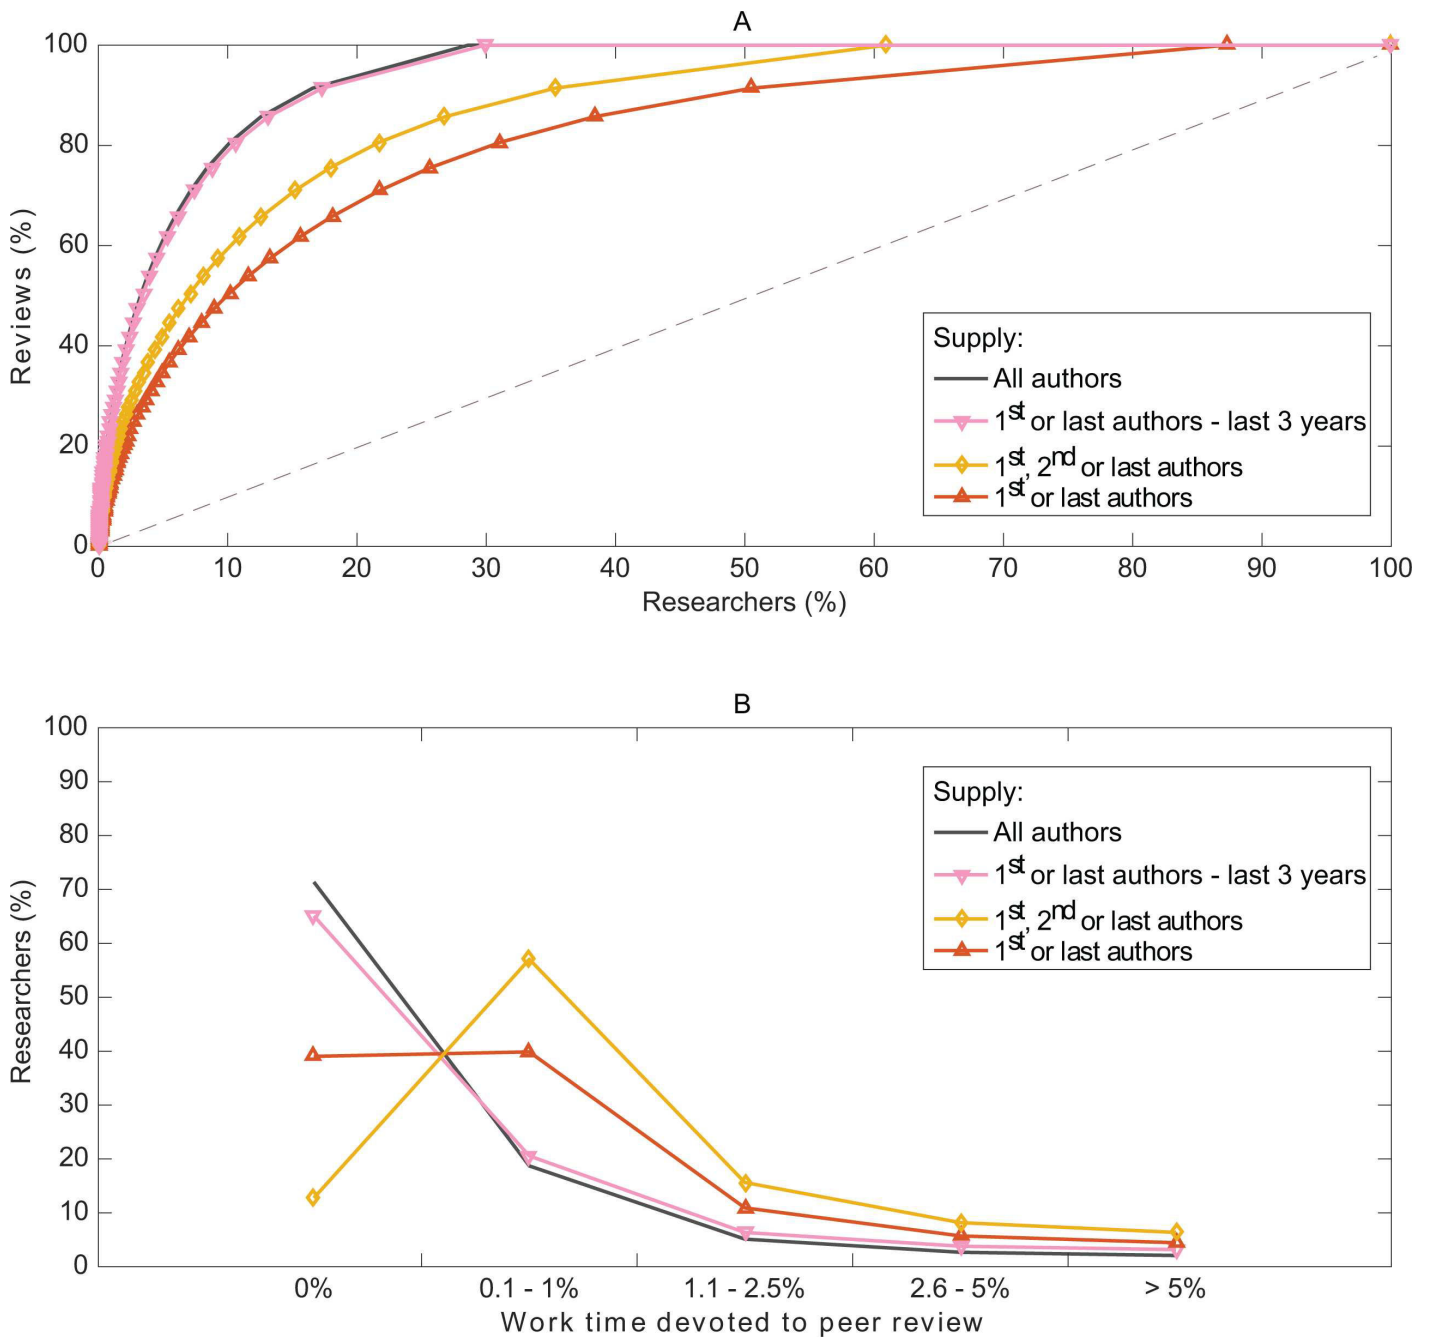 A
100
80
60
40
20
0
Reviews (%)
0 10 20 30 40 50 60 70 80 90 100
Researchers (%)
Supply:
All authors
1st or last authors - last 3 years
1st, 2nd or last authors
1st or last authors
B
100
90
80
70
60
50
40
30
20
10
0
Researchers (%)
0% 0.1 - 1% 1.1 - 2.5% 2.6 - 5% > 5%
Work time devoted to peer review
Supply:
All authors
1st or last authors - last 3 years
1st, 2nd or last authors
1st or last authors